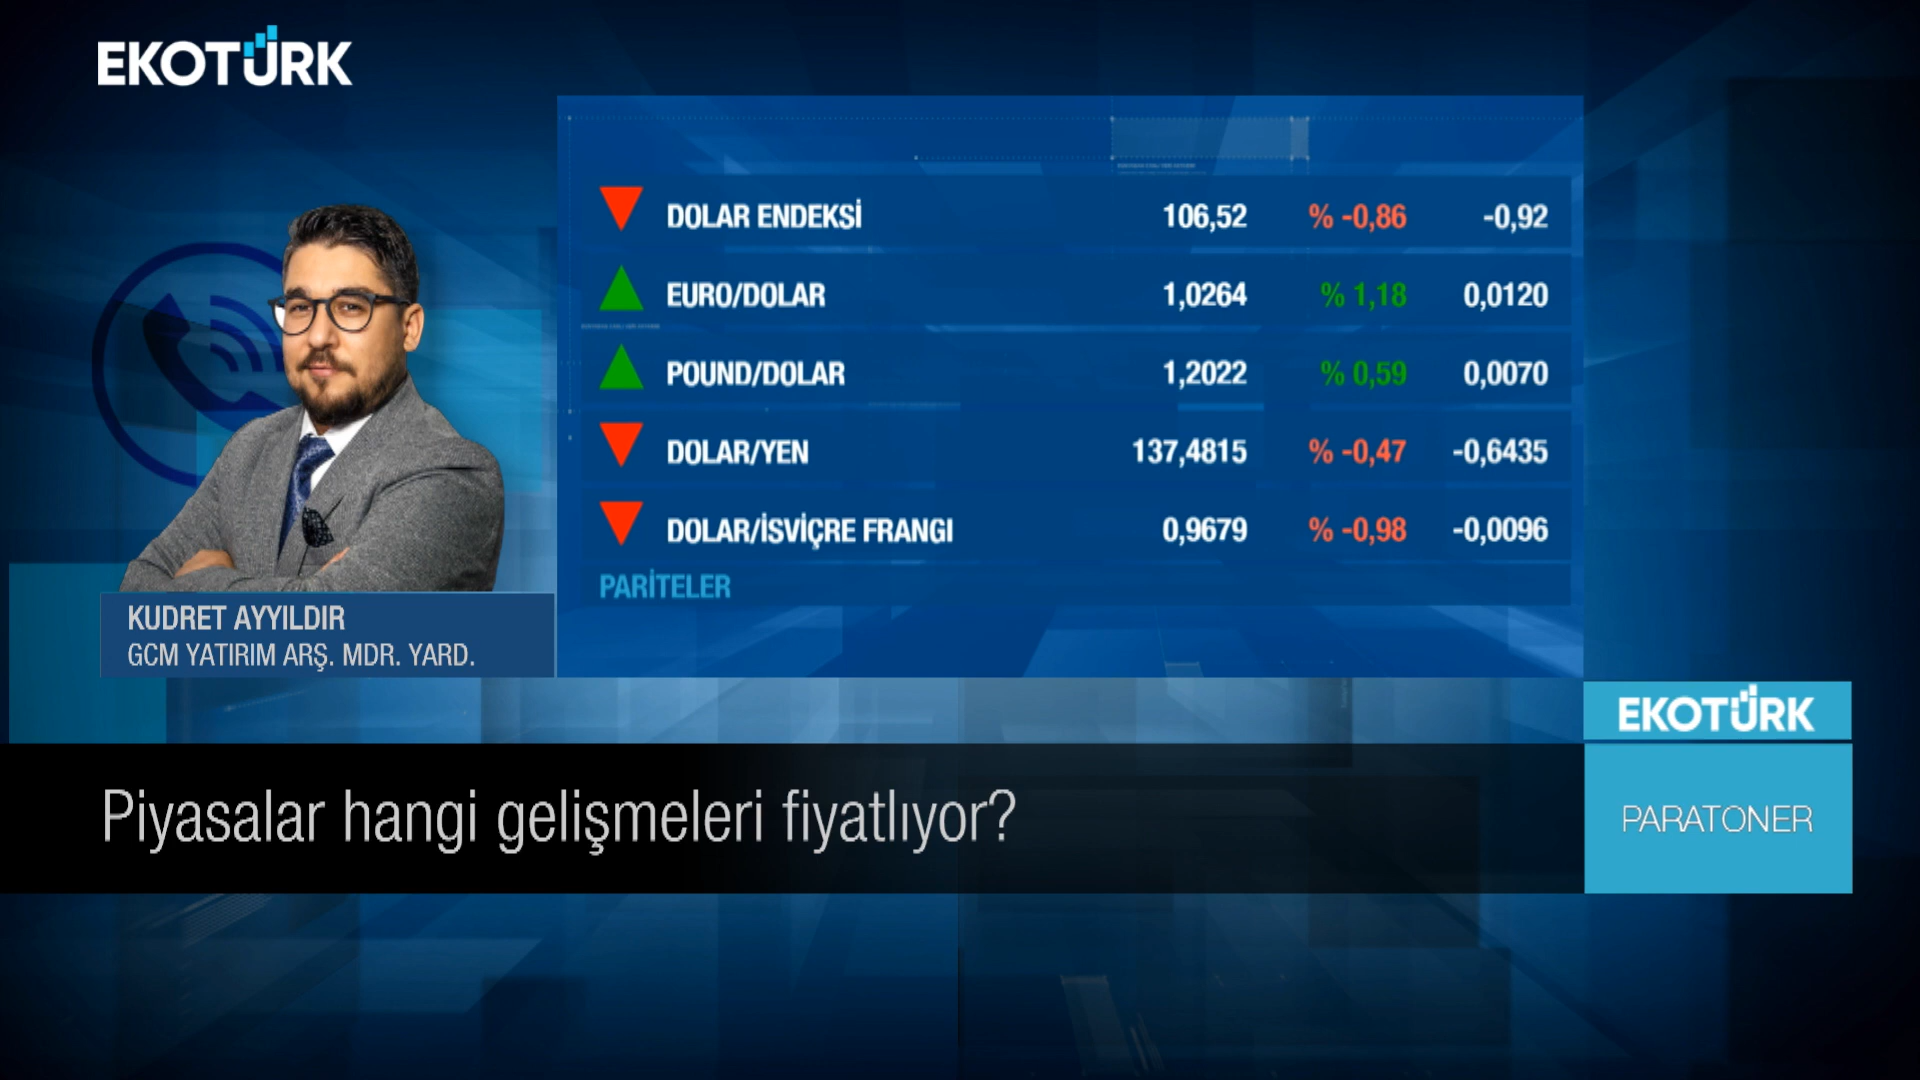 EKOTÜRK
DOLAR ENDEKSİ 106,52 % -0,86 -0,92
EURO/DOLAR 1,0264 % 1,18 0,0120
POUND/DOLAR 1,2022 % 0,59 0,0070
DOLAR/YEN 137,4815 % -0,47 -0,6435
DOLAR/İSVİÇRE FRANGI 0,9679 % -0,98 -0,0096
PARİTELER
KUDRET AYYILDIR
GCM YATIRIM ARŞ. MDR. YARD.
EKOTÜRK
Piyasalar hangi gelişmeleri fiyatlıyor?
PARATONER